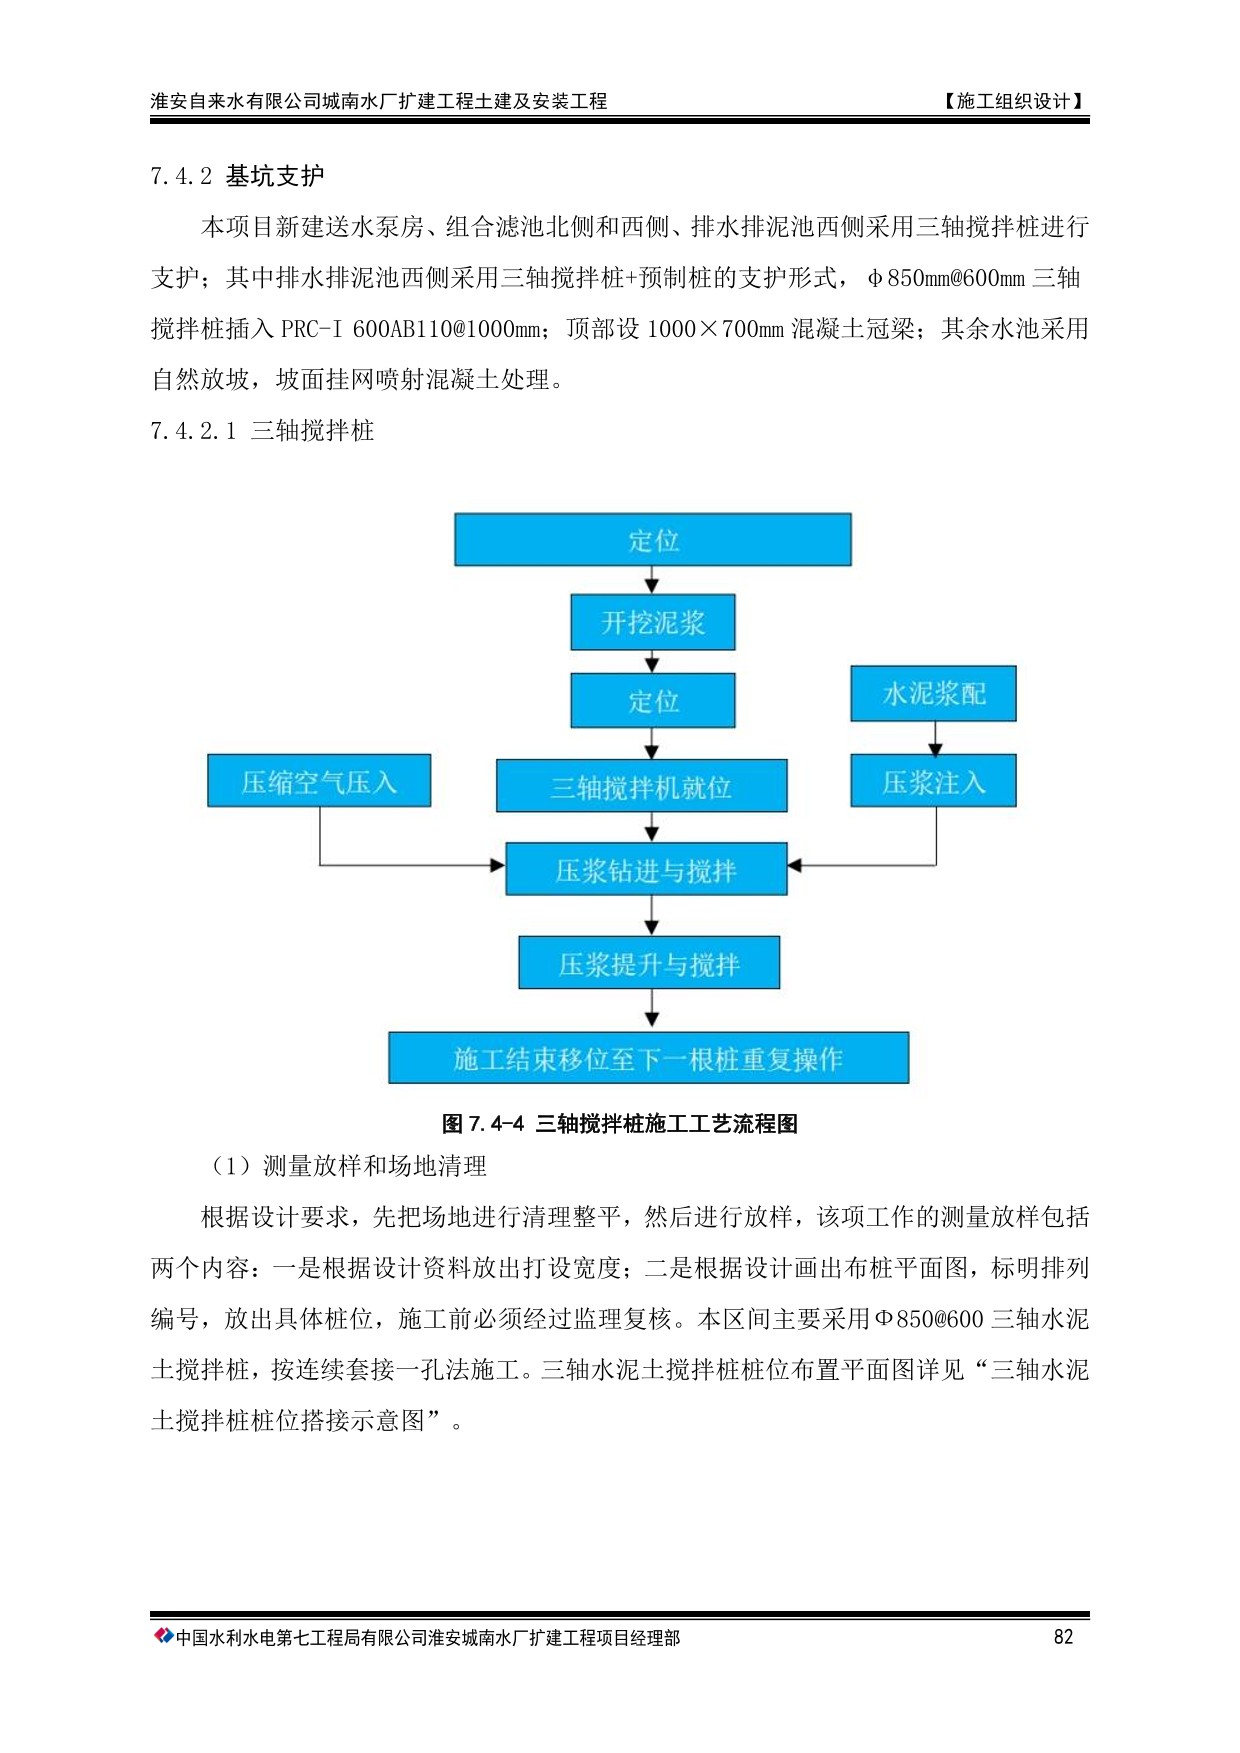 淮安自来水有限公司城南水厂扩建工程土建及安装工程 【施工组织设计】
7.4.2 基坑支护
本项目新建送水泵房、组合滤池北侧和西侧、排水排泥池西侧采用三轴搅拌桩进行
支护；其中排水排泥池西侧采用三轴搅拌桩+预制桩的支护形式，φ850mm@600mm 三轴
搅拌桩插入 PRC-I 600AB110@1000mm；顶部设 1000×700mm 混凝土冠梁；其余水池采用
自然放坡，坡面挂网喷射混凝土处理。
7.4.2.1 三轴搅拌桩
定位
开挖泥浆
定位
水泥浆配
压缩空气压入
三轴搅拌机就位
压浆注入
压浆钻进与搅拌
压浆提升与搅拌
施工结束移位至下一根桩重复操作
图 7.4-4 三轴搅拌桩施工工艺流程图
（1）测量放样和场地清理
根据设计要求，先把场地进行清理整平，然后进行放样，该项工作的测量放样包括
两个内容：一是根据设计资料放出打设宽度；二是根据设计画出布桩平面图，标明排列
编号，放出具体桩位，施工前必须经过监理复核。本区间主要采用Φ850@600 三轴水泥
土搅拌桩，按连续套接一孔法施工。三轴水泥土搅拌桩桩位布置平面图详见“三轴水泥
土搅拌桩桩位搭接示意图”。
中国水利水电第七工程局有限公司淮安城南水厂扩建工程项目经理部 82